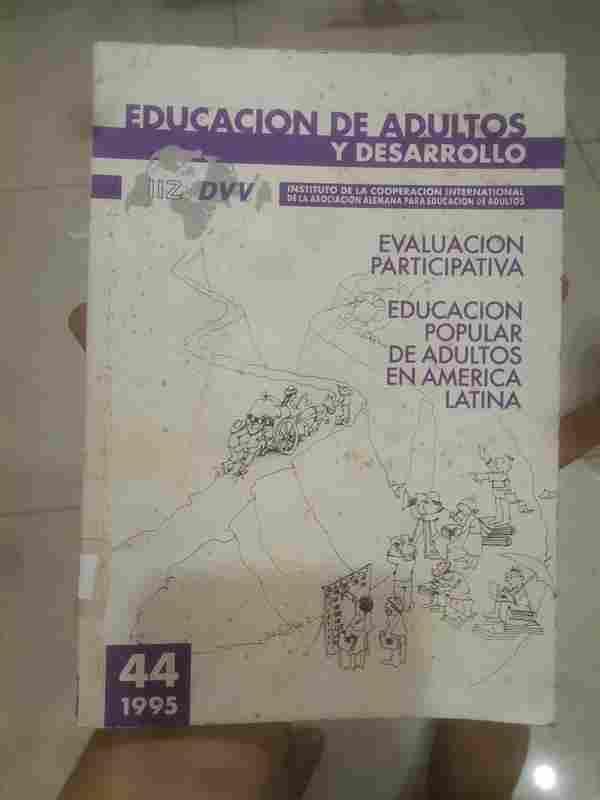 EDUCACION DE ADULTOS
Y DESARROLLO
IIZ DVV
INSTITUTO DE LA COOPERACION INTERNATIONAL
DE LA ASOCIACION ALEMANA PARA EDUCACION DE ADULTOS
EVALUACION
PARTICIPATIVA
EDUCACION
POPULAR
DE ADULTOS
EN AMERICA
LATINA
44
1995